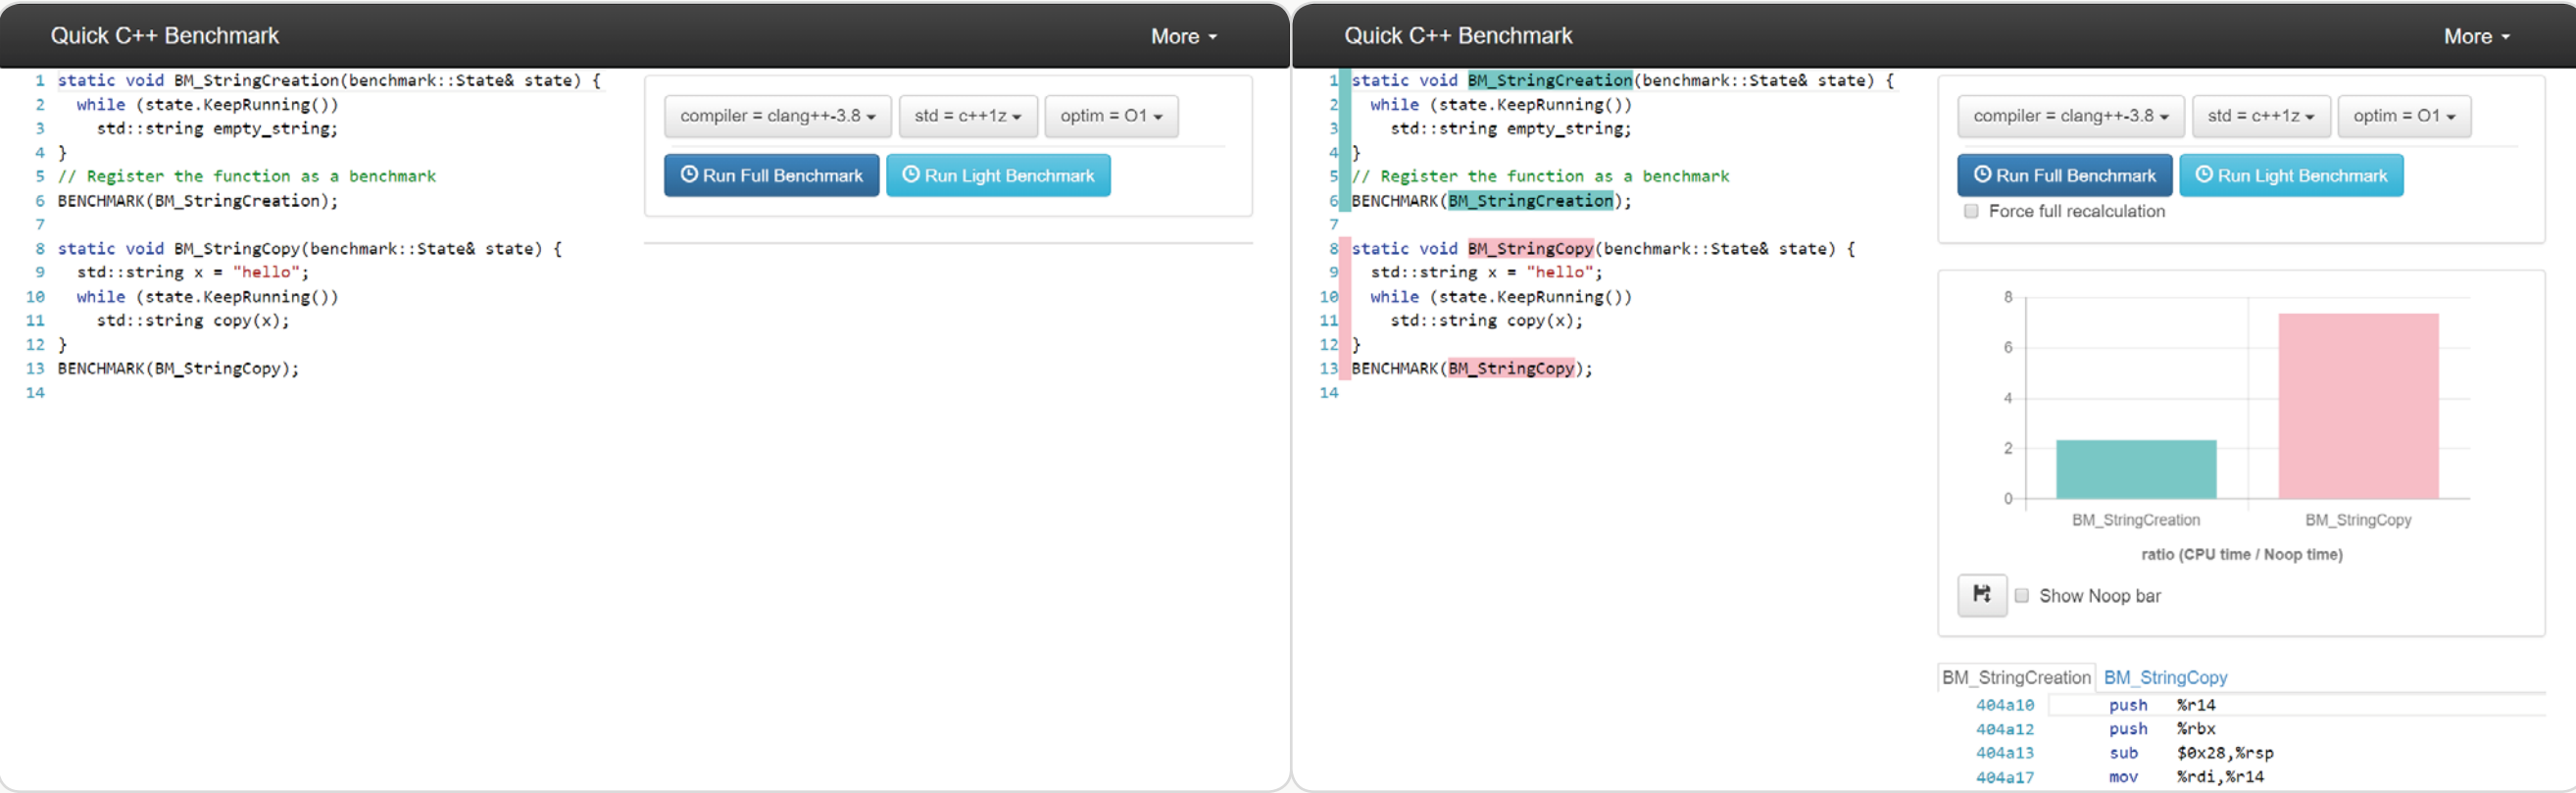 Quick C++ Benchmark
More
1 static void BM_StringCreation(benchmark::State& state) {
2 while (state.KeepRunning())
3 std::string empty_string;
4 }
5 // Register the function as a benchmark
6 BENCHMARK(BM_StringCreation);
7
8 static void BM_StringCopy(benchmark::State& state) {
9 std::string x = "hello";
10 while (state.KeepRunning())
11 std::string copy(x);
12 }
13 BENCHMARK(BM_StringCopy);
14
compiler = clang++-3.8
std = c++1z
optim = O1
Run Full Benchmark
Run Light Benchmark
Quick C++ Benchmark
More
1 static void BM_StringCreation(benchmark::State& state) {
2 while (state.KeepRunning())
3 std::string empty_string;
4 }
5 // Register the function as a benchmark
6 BENCHMARK(BM_StringCreation);
7
8 static void BM_StringCopy(benchmark::State& state) {
9 std::string x = "hello";
10 while (state.KeepRunning())
11 std::string copy(x);
12 }
13 BENCHMARK(BM_StringCopy);
14
compiler = clang++-3.8
std = c++1z
optim = O1
Run Full Benchmark
Run Light Benchmark
Force full recalculation
8
6
4
2
0
BM_StringCreation
BM_StringCopy
ratio (CPU time / Noop time)
Show Noop bar
BM_StringCreation
BM_StringCopy
404a10 push %r14
404a12 push %rbx
404a13 sub $0x28,%rsp
404a17 mov %rdi,%r14